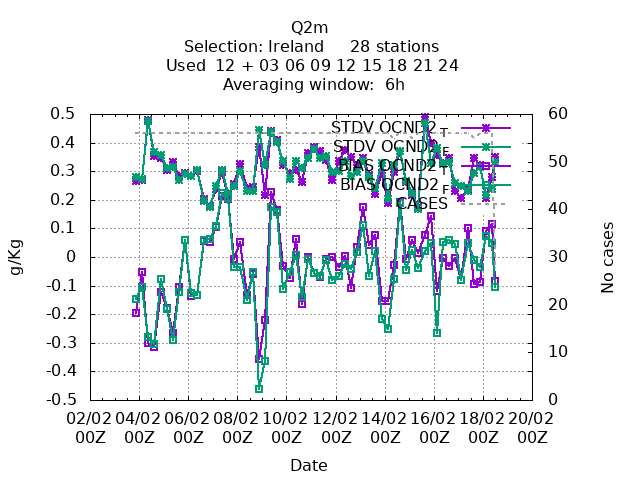 Q2m
Selection: Ireland 28 stations
Used 12 + 03 06 09 12 15 18 21 24
Averaging window: 6h
STDV OCND2 T
STDV OCND2 F
BIAS OCND2 T
BIAS OCND2 F
CASES
0.5
0.4
0.3
0.2
0.1
0
-0.1
-0.2
-0.3
-0.4
-0.5
g/Kg
60
50
40
30
20
10
0
No cases
02/02 04/02 06/02 08/02 10/02 12/02 14/02 16/02 18/02 20/02
00Z 00Z 00Z 00Z 00Z 00Z 00Z 00Z 00Z 00Z
Date